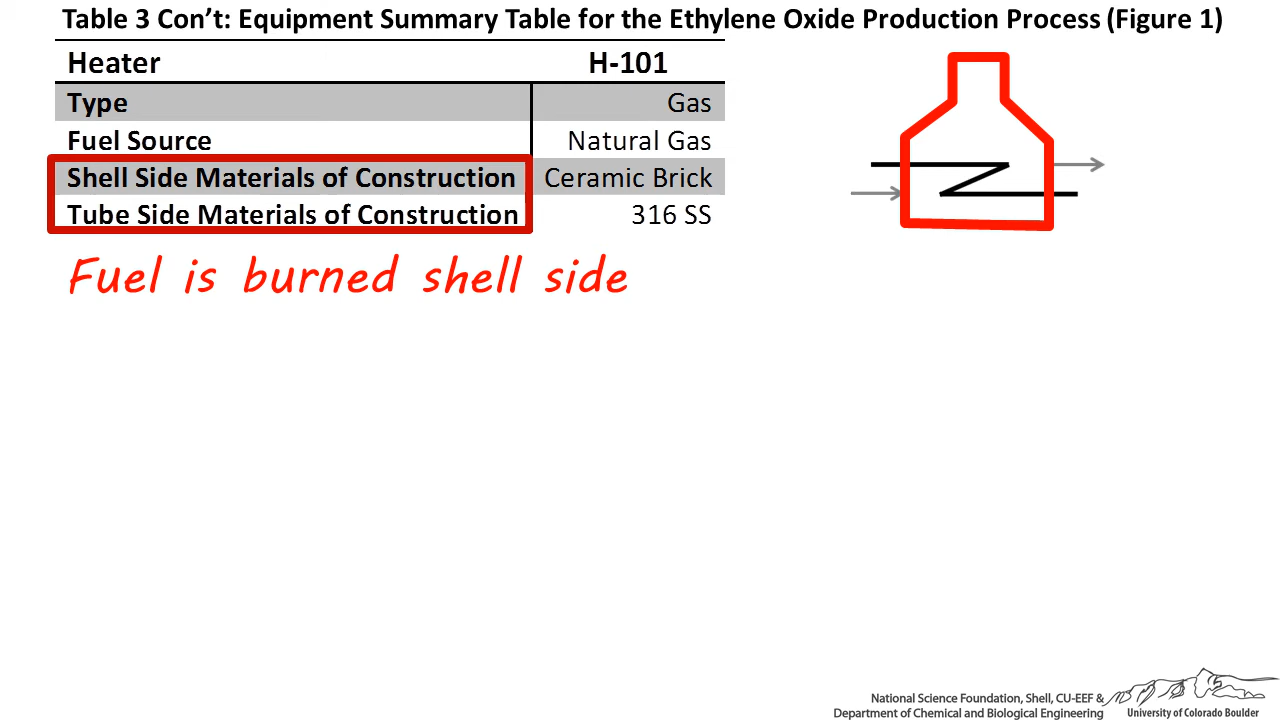 Table 3 Con’t: Equipment Summary Table for the Ethylene Oxide Production Process (Figure 1)
Heater H-101
Type Gas
Fuel Source Natural Gas
Shell Side Materials of Construction Ceramic Brick
Tube Side Materials of Construction 316 SS
Fuel is burned shell side
National Science Foundation, Shell, CU-EEF &
Department of Chemical and Biological Engineering
University of Colorado Boulder